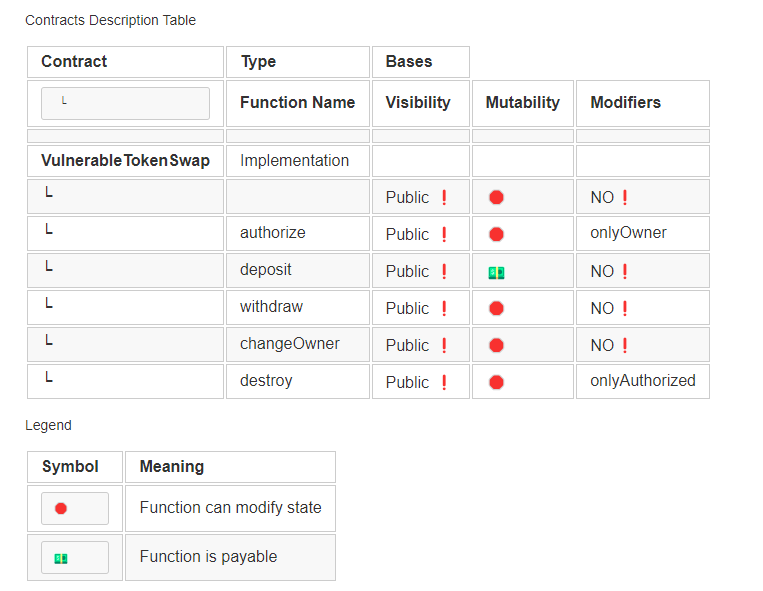 Contracts Description Table
Contract Type Bases
└ Function Name Visibility Mutability Modifiers
VulnerableTokenSwap Implementation
└ Public ❗ 🛑 NO❗
└ authorize Public ❗ 🛑 onlyOwner
└ deposit Public ❗ 💵 NO❗
└ withdraw Public ❗ 🛑 NO❗
└ changeOwner Public ❗ 🛑 NO❗
└ destroy Public ❗ 🛑 onlyAuthorized
Legend
Symbol Meaning
🛑 Function can modify state
💵 Function is payable